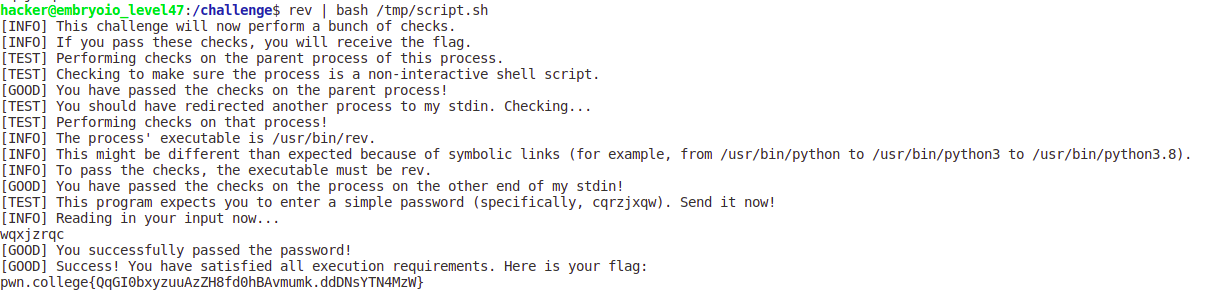 hacker@embryoio_level47:/challenge$ rev | bash /tmp/script.sh
[INFO] This challenge will now perform a bunch of checks.
[INFO] If you pass these checks, you will receive the flag.
[TEST] Performing checks on the parent process of this process.
[TEST] Checking to make sure the process is a non-interactive shell script.
[GOOD] You have passed the checks on the parent process!
[TEST] You should have redirected another process to my stdin. Checking...
[TEST] Performing checks on that process!
[INFO] The process' executable is /usr/bin/rev.
[INFO] This might be different than expected because of symbolic links (for example, from /usr/bin/python to /usr/bin/python3 to /usr/bin/python3.8).
[INFO] To pass the checks, the executable must be rev.
[GOOD] You have passed the checks on the process on the other end of my stdin!
[TEST] This program expects you to enter a simple password (specifically, cqrzjxqw). Send it now!
[INFO] Reading in your input now...
wqxjzrqc
[GOOD] You successfully passed the password!
[GOOD] Success! You have satisfied all execution requirements. Here is your flag:
pwn.college{QqGI0bxyzuuAzZH8fd0hBAvmumk.ddDNsYTN4MzW}